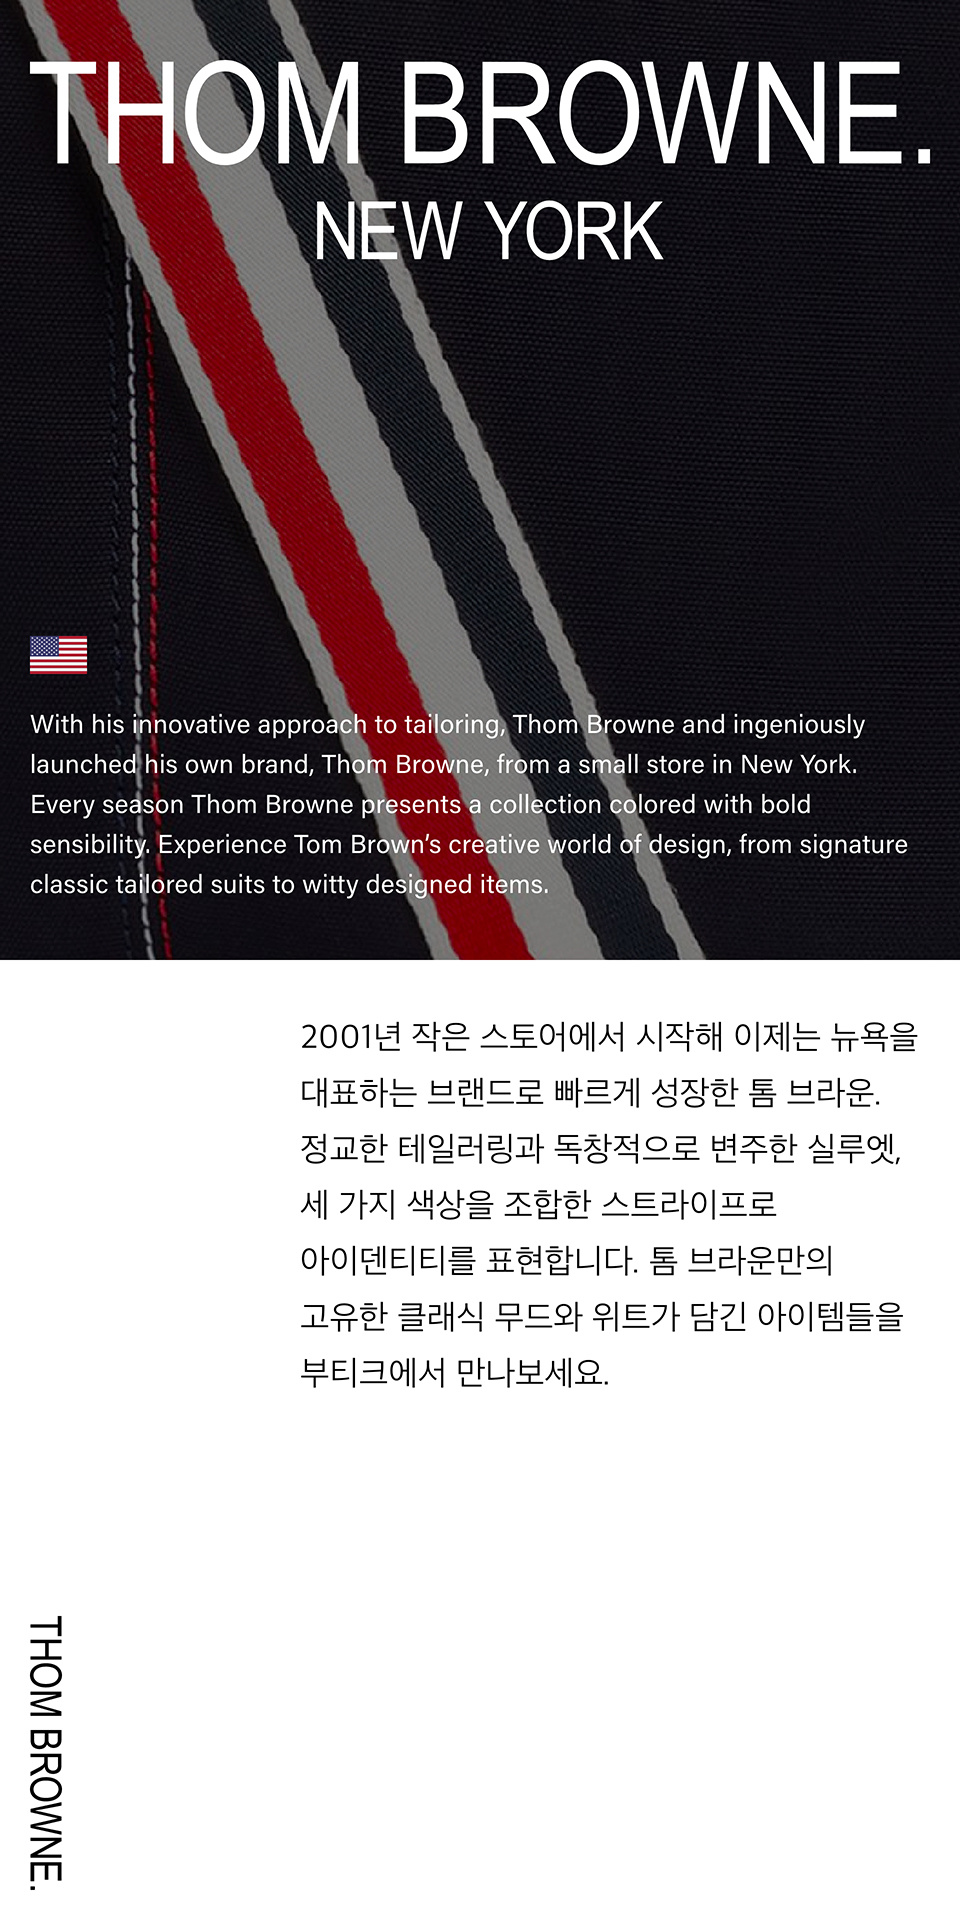 THOM BROWNE.
NEW YORK
With his innovative approach to tailoring, Thom Browne and ingeniously
launched his own brand, Thom Browne, from a small store in New York.
Every season Thom Browne presents a collection colored with bold
sensibility. Experience Tom Brown’s creative world of design, from signature
classic tailored suits to witty designed items.
2001년 작은 스토어에서 시작해 이제는 뉴욕을
대표하는 브랜드로 빠르게 성장한 톰 브라운.
정교한 테일러링과 독창적으로 변주한 실루엣,
세 가지 색상을 조합한 스트라이프로
아이덴티티를 표현합니다. 톰 브라운만의
고유한 클래식 무드와 위트가 담긴 아이템들을
부티크에서 만나보세요.
THOM BROWNE.